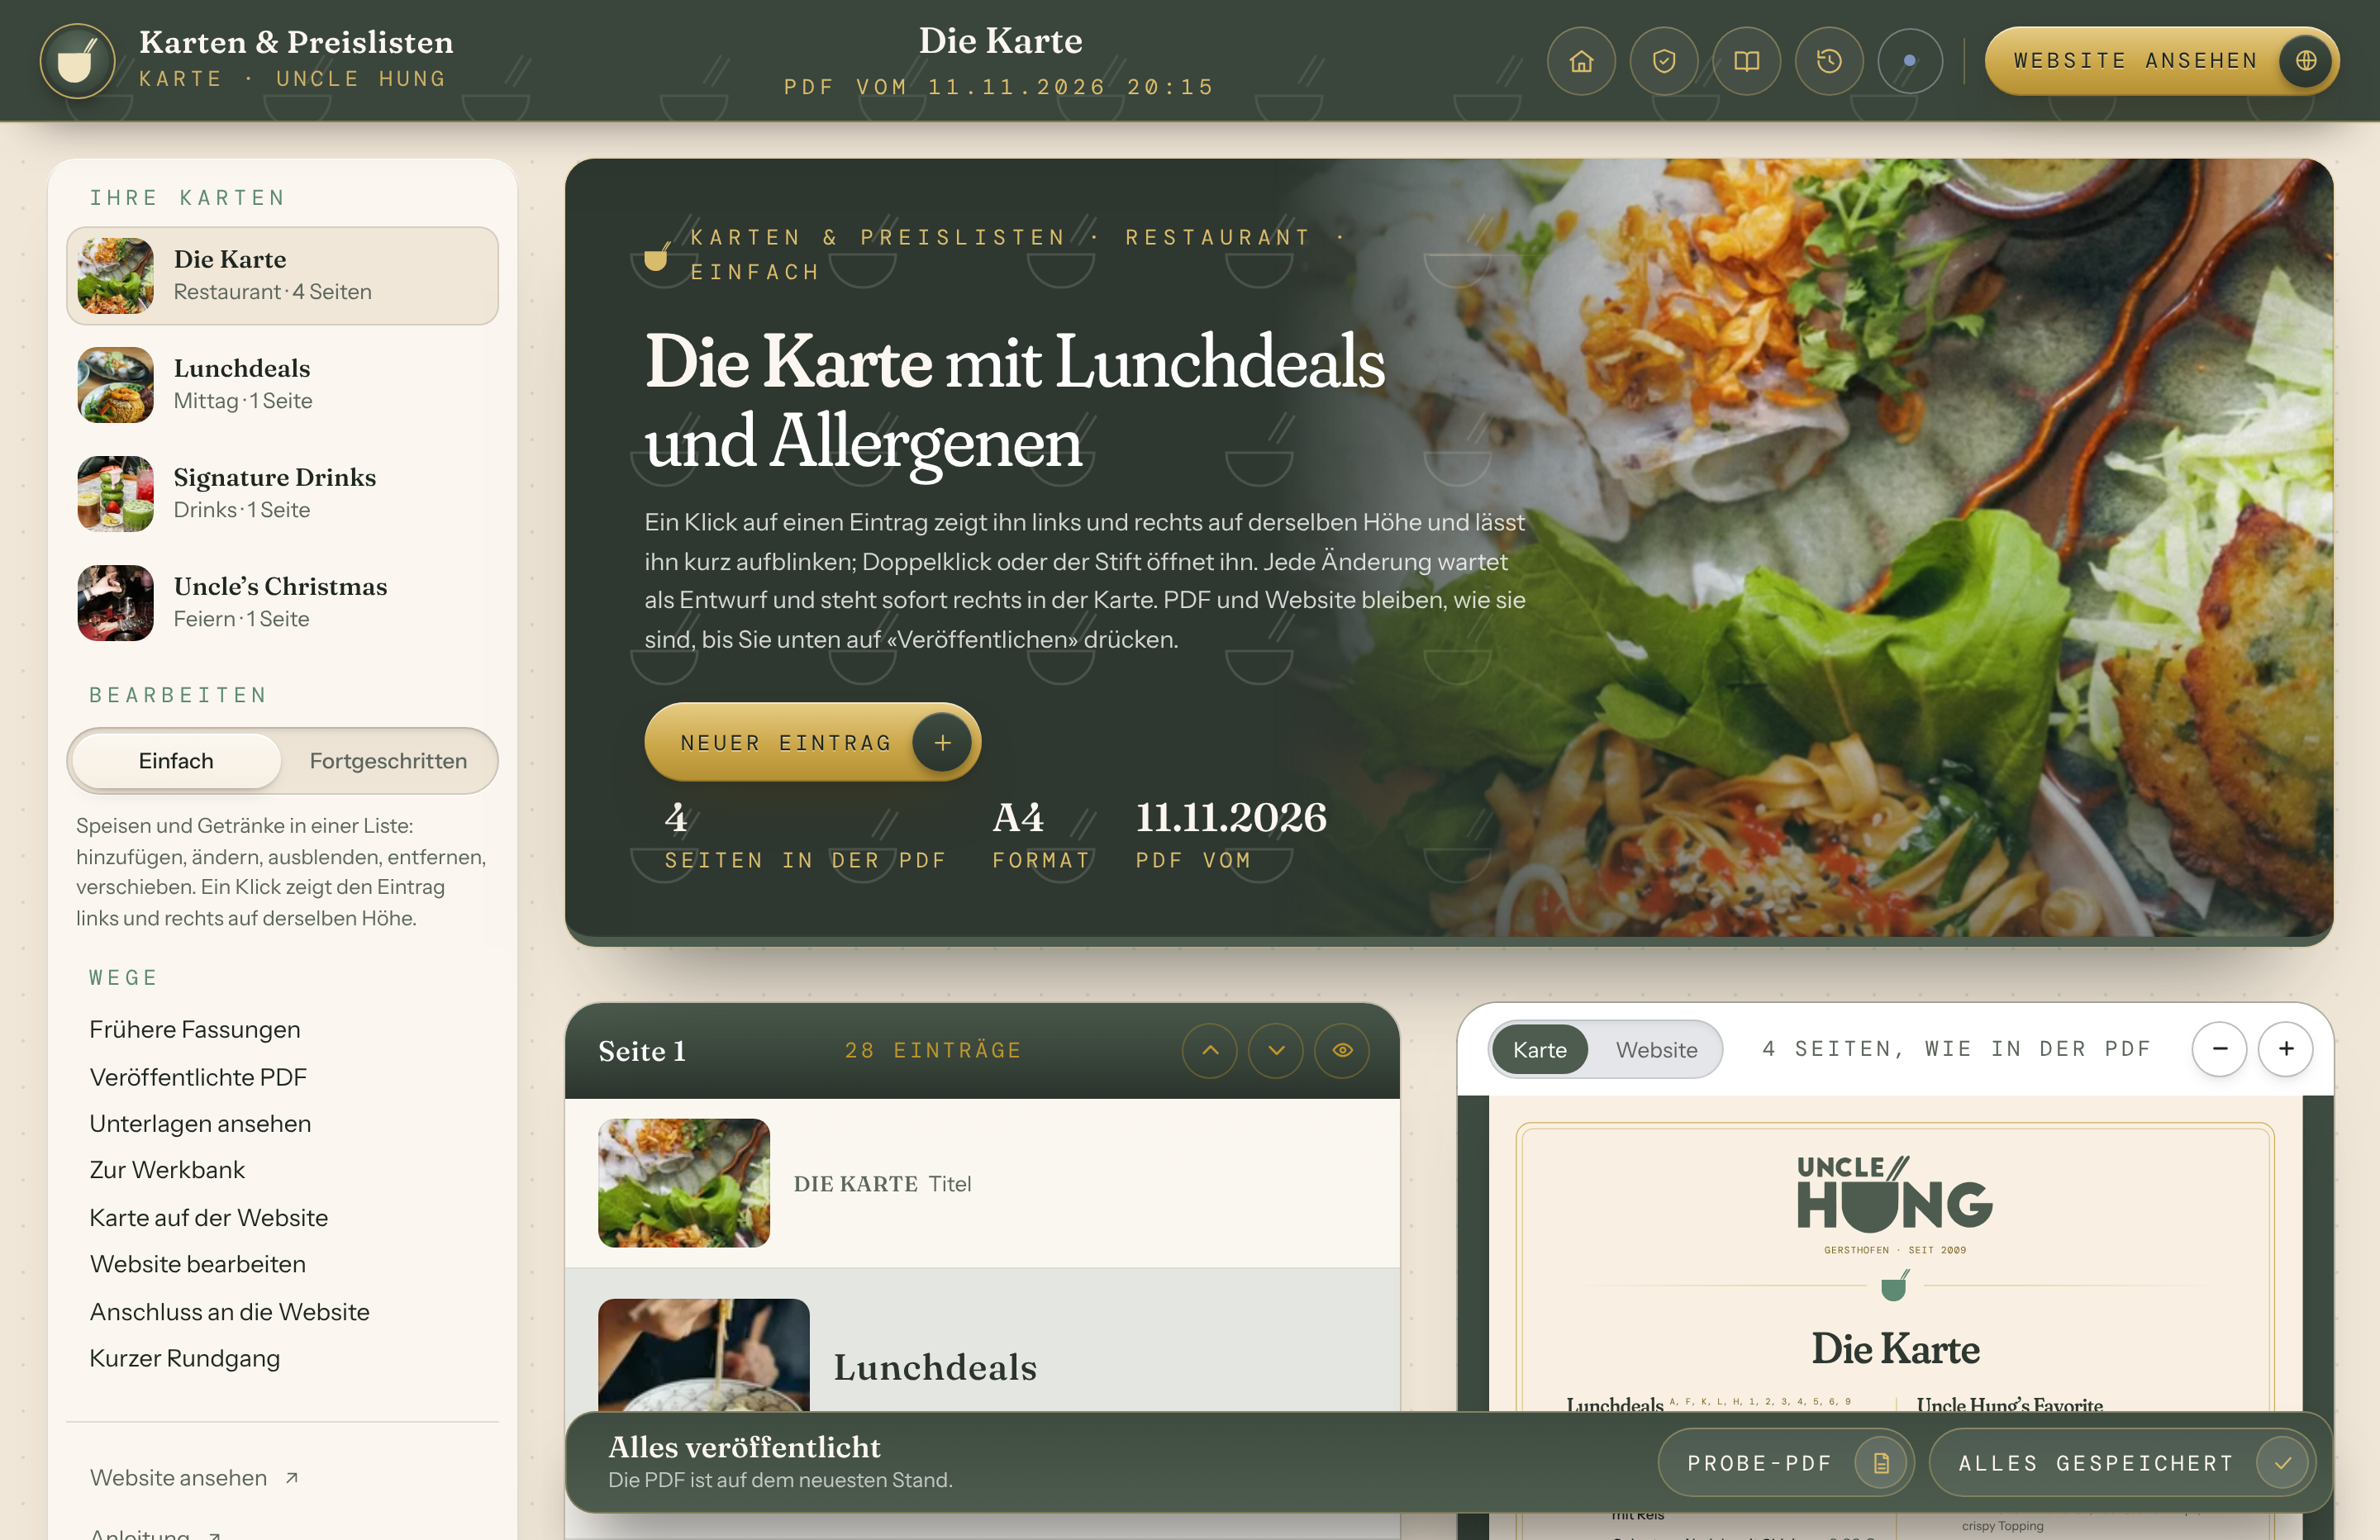 Karten & Preislisten
KARTE · UNCLE HUNG
Die Karte
PDF VOM 11.11.2026 20:15
WEBSITE ANSEHEN
IHRE KARTEN
Die Karte
Restaurant · 4 Seiten
Lunchdeals
Mittag · 1 Seite
Signature Drinks
Drinks · 1 Seite
Uncle’s Christmas
Feiern · 1 Seite
BEARBEITEN
Einfach
Fortgeschritten
Speisen und Getränke in einer Liste:
hinzufügen, ändern, ausblenden, entfernen,
verschieben. Ein Klick zeigt den Eintrag
links und rechts auf derselben Höhe.
WEGE
Frühere Fassungen
Veröffentlichte PDF
Unterlagen ansehen
Zur Werkbank
Karte auf der Website
Website bearbeiten
Anschluss an die Website
Kurzer Rundgang
Website ansehen
Anleitung
KARTEN & PREISLISTEN · RESTAURANT ·
EINFACH
Die Karte mit Lunchdeals
und Allergenen
Ein Klick auf einen Eintrag zeigt ihn links und rechts auf derselben Höhe und lässt
ihn kurz aufblinken; Doppelklick oder der Stift öffnet ihn. Jede Änderung wartet
als Entwurf und steht sofort rechts in der Karte. PDF und Website bleiben, wie sie
sind, bis Sie unten auf «Veröffentlichen» drücken.
NEUER EINTRAG
4
SEITEN IN DER PDF
A4
FORMAT
11.11.2026
PDF VOM
Seite 1
28 EINTRÄGE
DIE KARTE Titel
Lunchdeals
Karte
Website
4 SEITEN, WIE IN DER PDF
UNCLE
HUNG
GERSTHOFEN · SEIT 2009
Die Karte
Lunchdeals A, F, K, L, H, 1, 2, 3, 4, 5, 6, 9
Uncle Hung’s Favorite
Alles veröffentlicht
Die PDF ist auf dem neuesten Stand.
PROBE-PDF
ALLES GESPEICHERT
mit Reis
crispy Topping